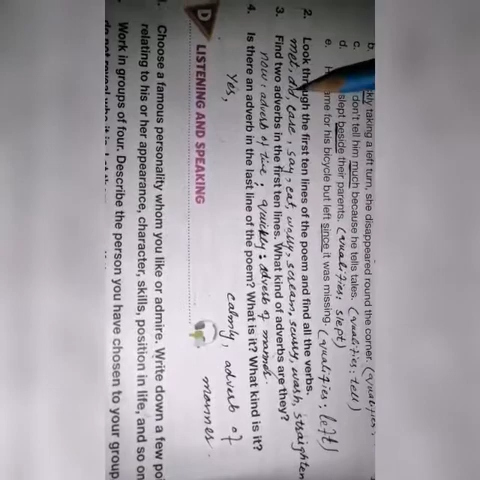 b. kly taking a left turn, she disappeared round the corner. (qualifies:
c. don't tell him much because he tells tales. (qualifies: tell)
d. slept beside their parents. (qualifies: slept)
e. ame for his bicycle but left since it was missing. (qualifies: left)
2. Look through the first ten lines of the poem and find all the verbs.
met, did, care, say, eat, worry, scream, scurry, wash, straighten
3. Find two adverbs in the first ten lines. What kind of adverbs are they?
now: adverb of time; quickly: adverb of manner.
4. Is there an adverb in the last line of the poem? What is it? What kind is it?
Yes, calmly, adverb of
manner.
D LISTENING AND SPEAKING
Choose a famous personality whom you like or admire. Write down a few po
relating to his or her appearance, character, skills, position in life, and so on
Work in groups of four. Describe the person you have chosen to your group